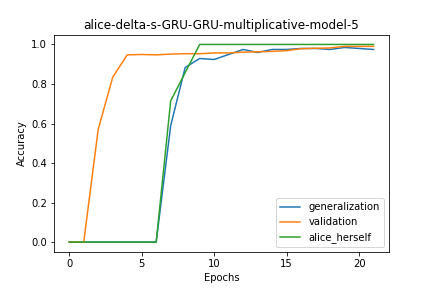 alice-delta-s-GRU-GRU-multiplicative-model-5
1.0
0.8
0.6
0.4
0.2
0.0
Accuracy
generalization
validation
alice_herself
0
5
10
15
20
Epochs